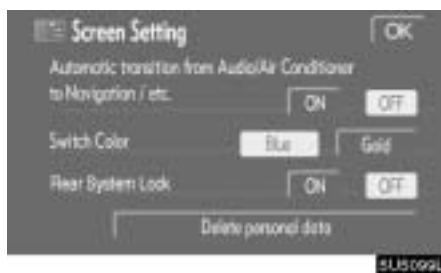 Screen Setting OK
Automatic transition from Audio/Air Conditioner
to Navigation / etc. ON OFF
Switch Color Blue Gold
Rear System Lock ON OFF
Delete personal data
5U5099L